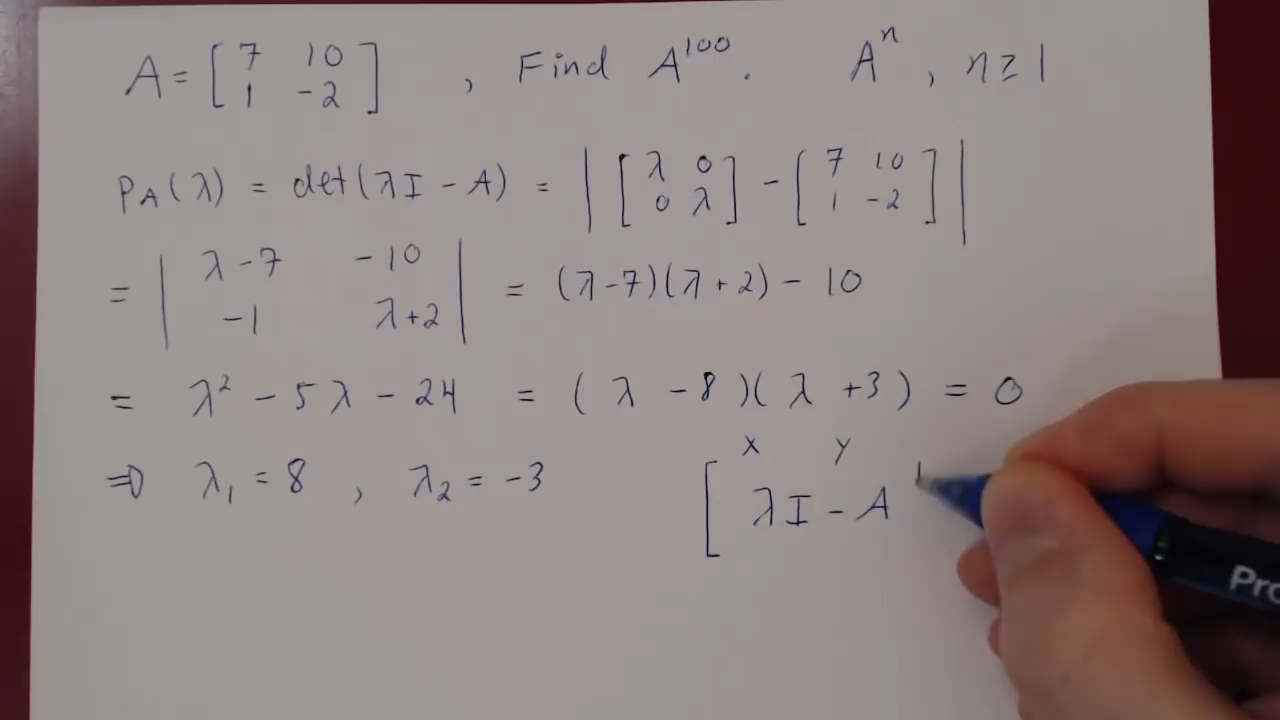 A = [ 7 10 1 -2 ] , Find A^100. A^n, n ≥ 1
P_A(λ) = det(λI - A) = | [ λ 0 0 λ ] - [ 7 10 1 -2 ] |
= | λ-7 -10 -1 λ+2 | = (λ-7)(λ+2) - 10
= λ² - 5λ - 24 = (λ - 8)(λ + 3) = 0
⇒ λ₁ = 8 , λ₂ = -3
x y
[ λI - A |